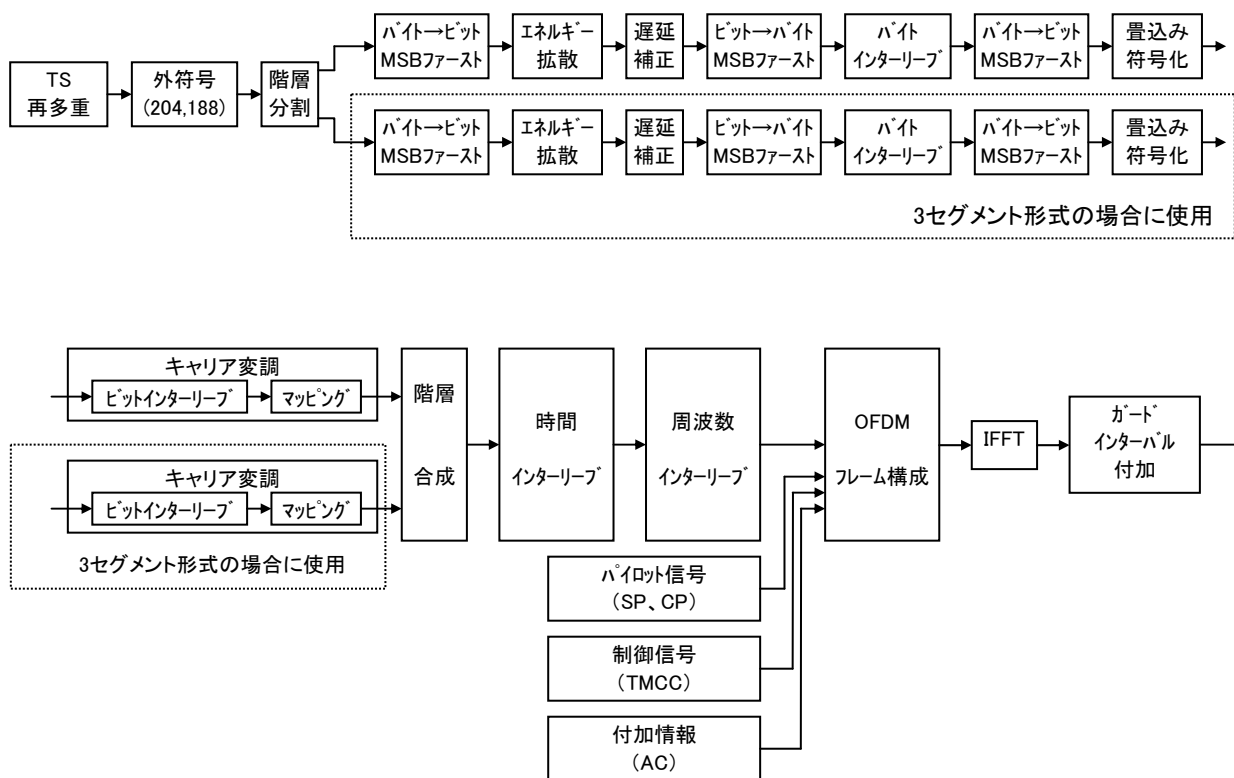 TS
再多重
外符号
(204,188)
階層
分割
ﾊﾞｲﾄ→ﾋﾞｯﾄ
MSBﾌｧｰｽﾄ
ｴﾈﾙｷﾞｰ
拡散
遅延
補正
ﾋﾞｯﾄ→ﾊﾞｲﾄ
MSBﾌｧｰｽﾄ
ﾊﾞｲﾄ
ｲﾝﾀｰﾘｰﾌﾞ
ﾊﾞｲﾄ→ﾋﾞｯﾄ
MSBﾌｧｰｽﾄ
畳込み
符号化
ﾊﾞｲﾄ→ﾋﾞｯﾄ
MSBﾌｧｰｽﾄ
ｴﾈﾙｷﾞｰ
拡散
遅延
補正
ﾋﾞｯﾄ→ﾊﾞｲﾄ
MSBﾌｧｰｽﾄ
ﾊﾞｲﾄ
ｲﾝﾀｰﾘｰﾌﾞ
ﾊﾞｲﾄ→ﾋﾞｯﾄ
MSBﾌｧｰｽﾄ
畳込み
符号化
3セグメント形式の場合に使用
キャリア変調
ﾋﾞｯﾄｲﾝﾀｰﾘｰﾌﾞ
ﾏｯﾋﾟﾝｸﾞ
キャリア変調
ﾋﾞｯﾄｲﾝﾀｰﾘｰﾌﾞ
ﾏｯﾋﾟﾝｸﾞ
3セグメント形式の場合に使用
階層
合成
時間
ｲﾝﾀｰﾘｰﾌﾞ
周波数
ｲﾝﾀｰﾘｰﾌﾞ
OFDM
ﾌﾚｰﾑ構成
IFFT
ｶﾞｰﾄﾞ
ｲﾝﾀｰﾊﾞﾙ
付加
ﾊﾟｲﾛｯﾄ信号
(SP、CP)
制御信号
(TMCC)
付加情報
(AC)